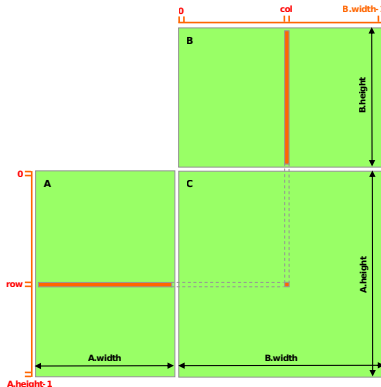 0
col
B.width-1
B
B.height
0
A
C
row
A.height
A.width
B.width
A.height-1